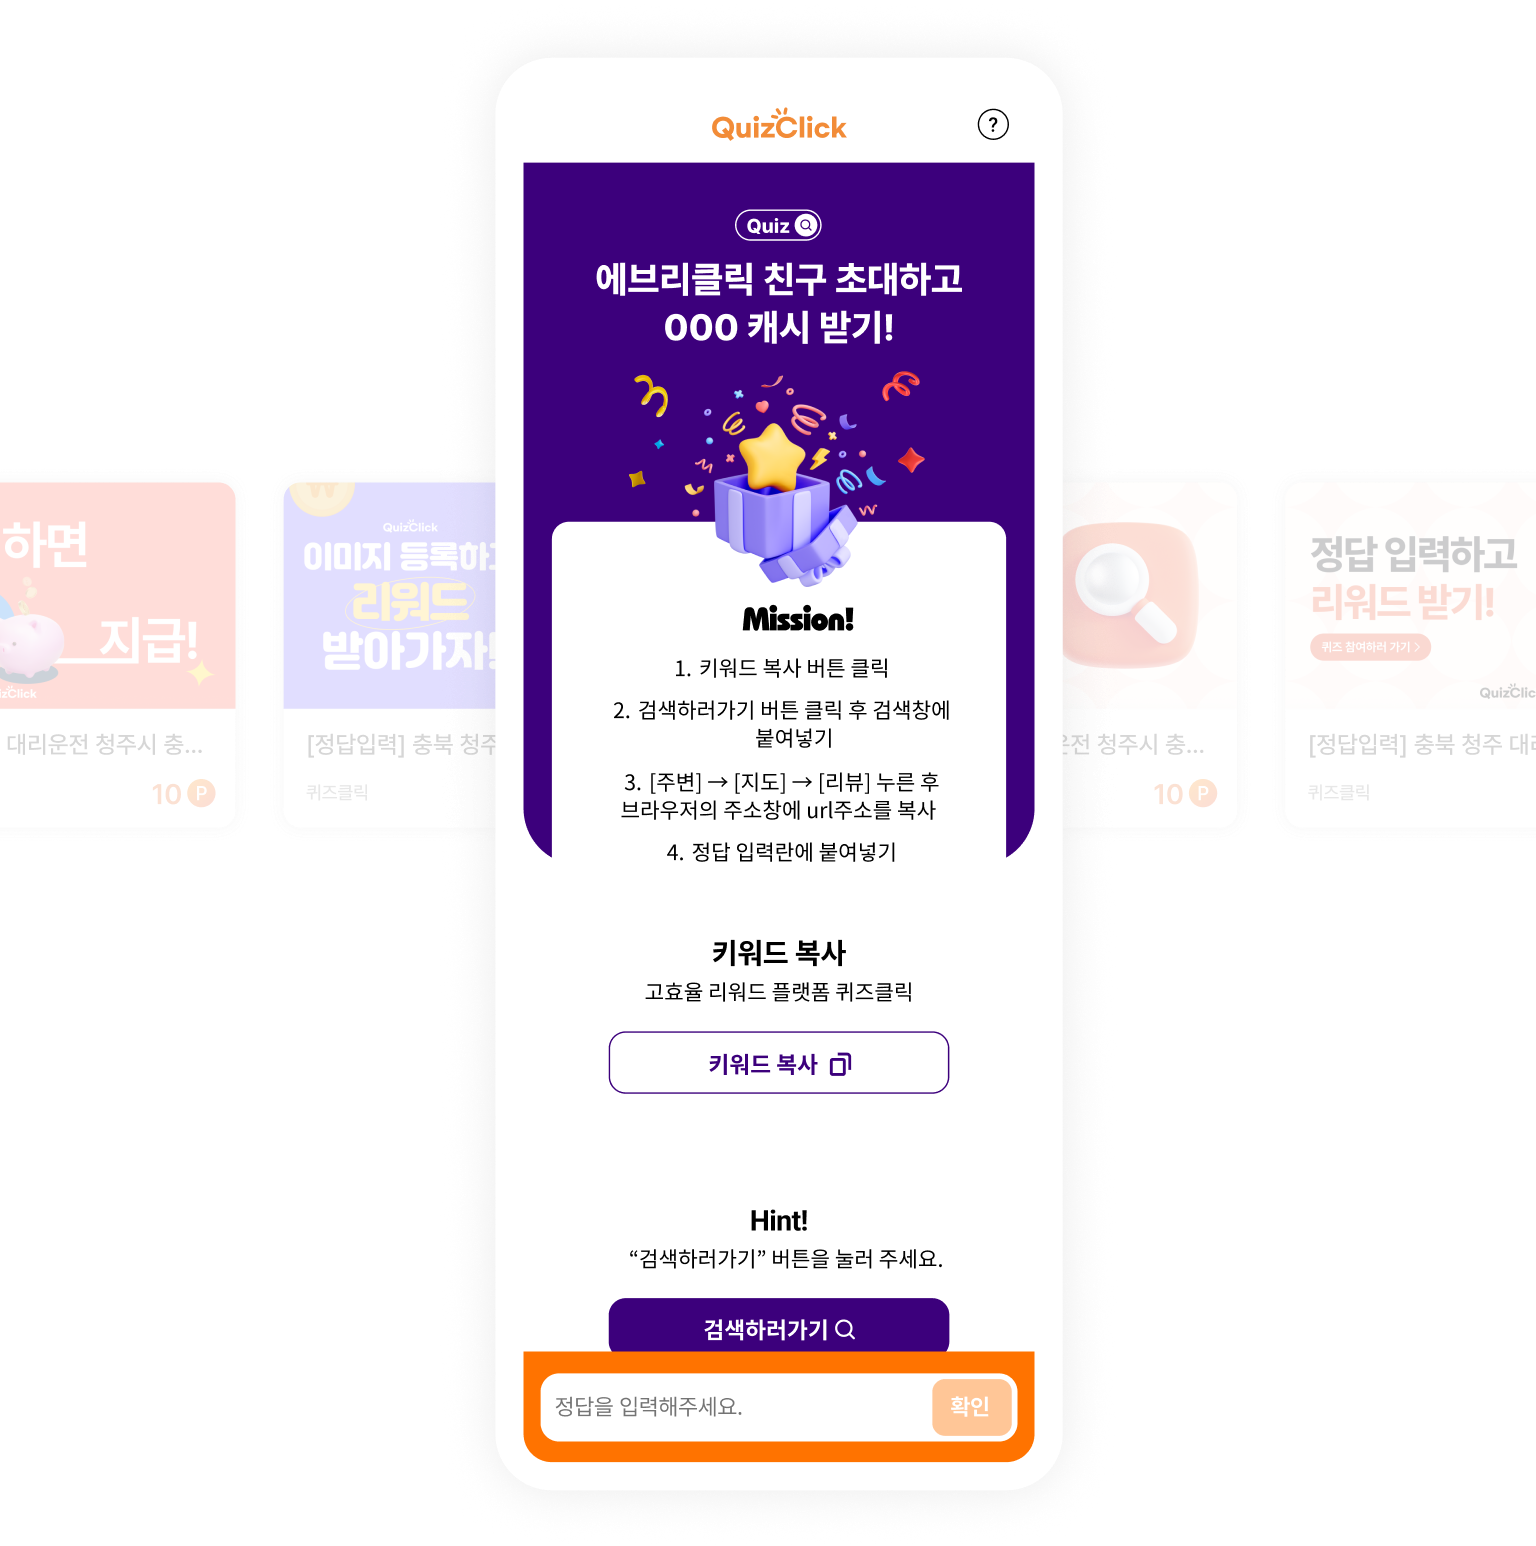 QuizClick
?
Quiz
에브리클릭 친구 초대하고
000 캐시 받기!
Mission!
1. 키워드 복사 버튼 클릭
2. 검색하러가기 버튼 클릭 후 검색창에
붙여넣기
3. [주변] → [지도] → [리뷰] 누른 후
브라우저의 주소창에 url주소를 복사
4. 정답 입력란에 붙여넣기
키워드 복사
고효율 리워드 플랫폼 퀴즈클릭
키워드 복사
Hint!
“검색하러가기” 버튼을 눌러 주세요.
검색하러가기
정답을 입력해주세요.
확인
하면
지급!
대리운전 청주시 충...
10 P
QuizClick
이미지 등록하고
리워드
받아가자!
[정답입력] 충북 청주
퀴즈클릭
운전 청주시 충...
10 P
정답 입력하고
리워드 받기!
퀴즈 참여하러 가기 >
QuizClick
[정답입력] 충북 청주 대리
퀴즈클릭